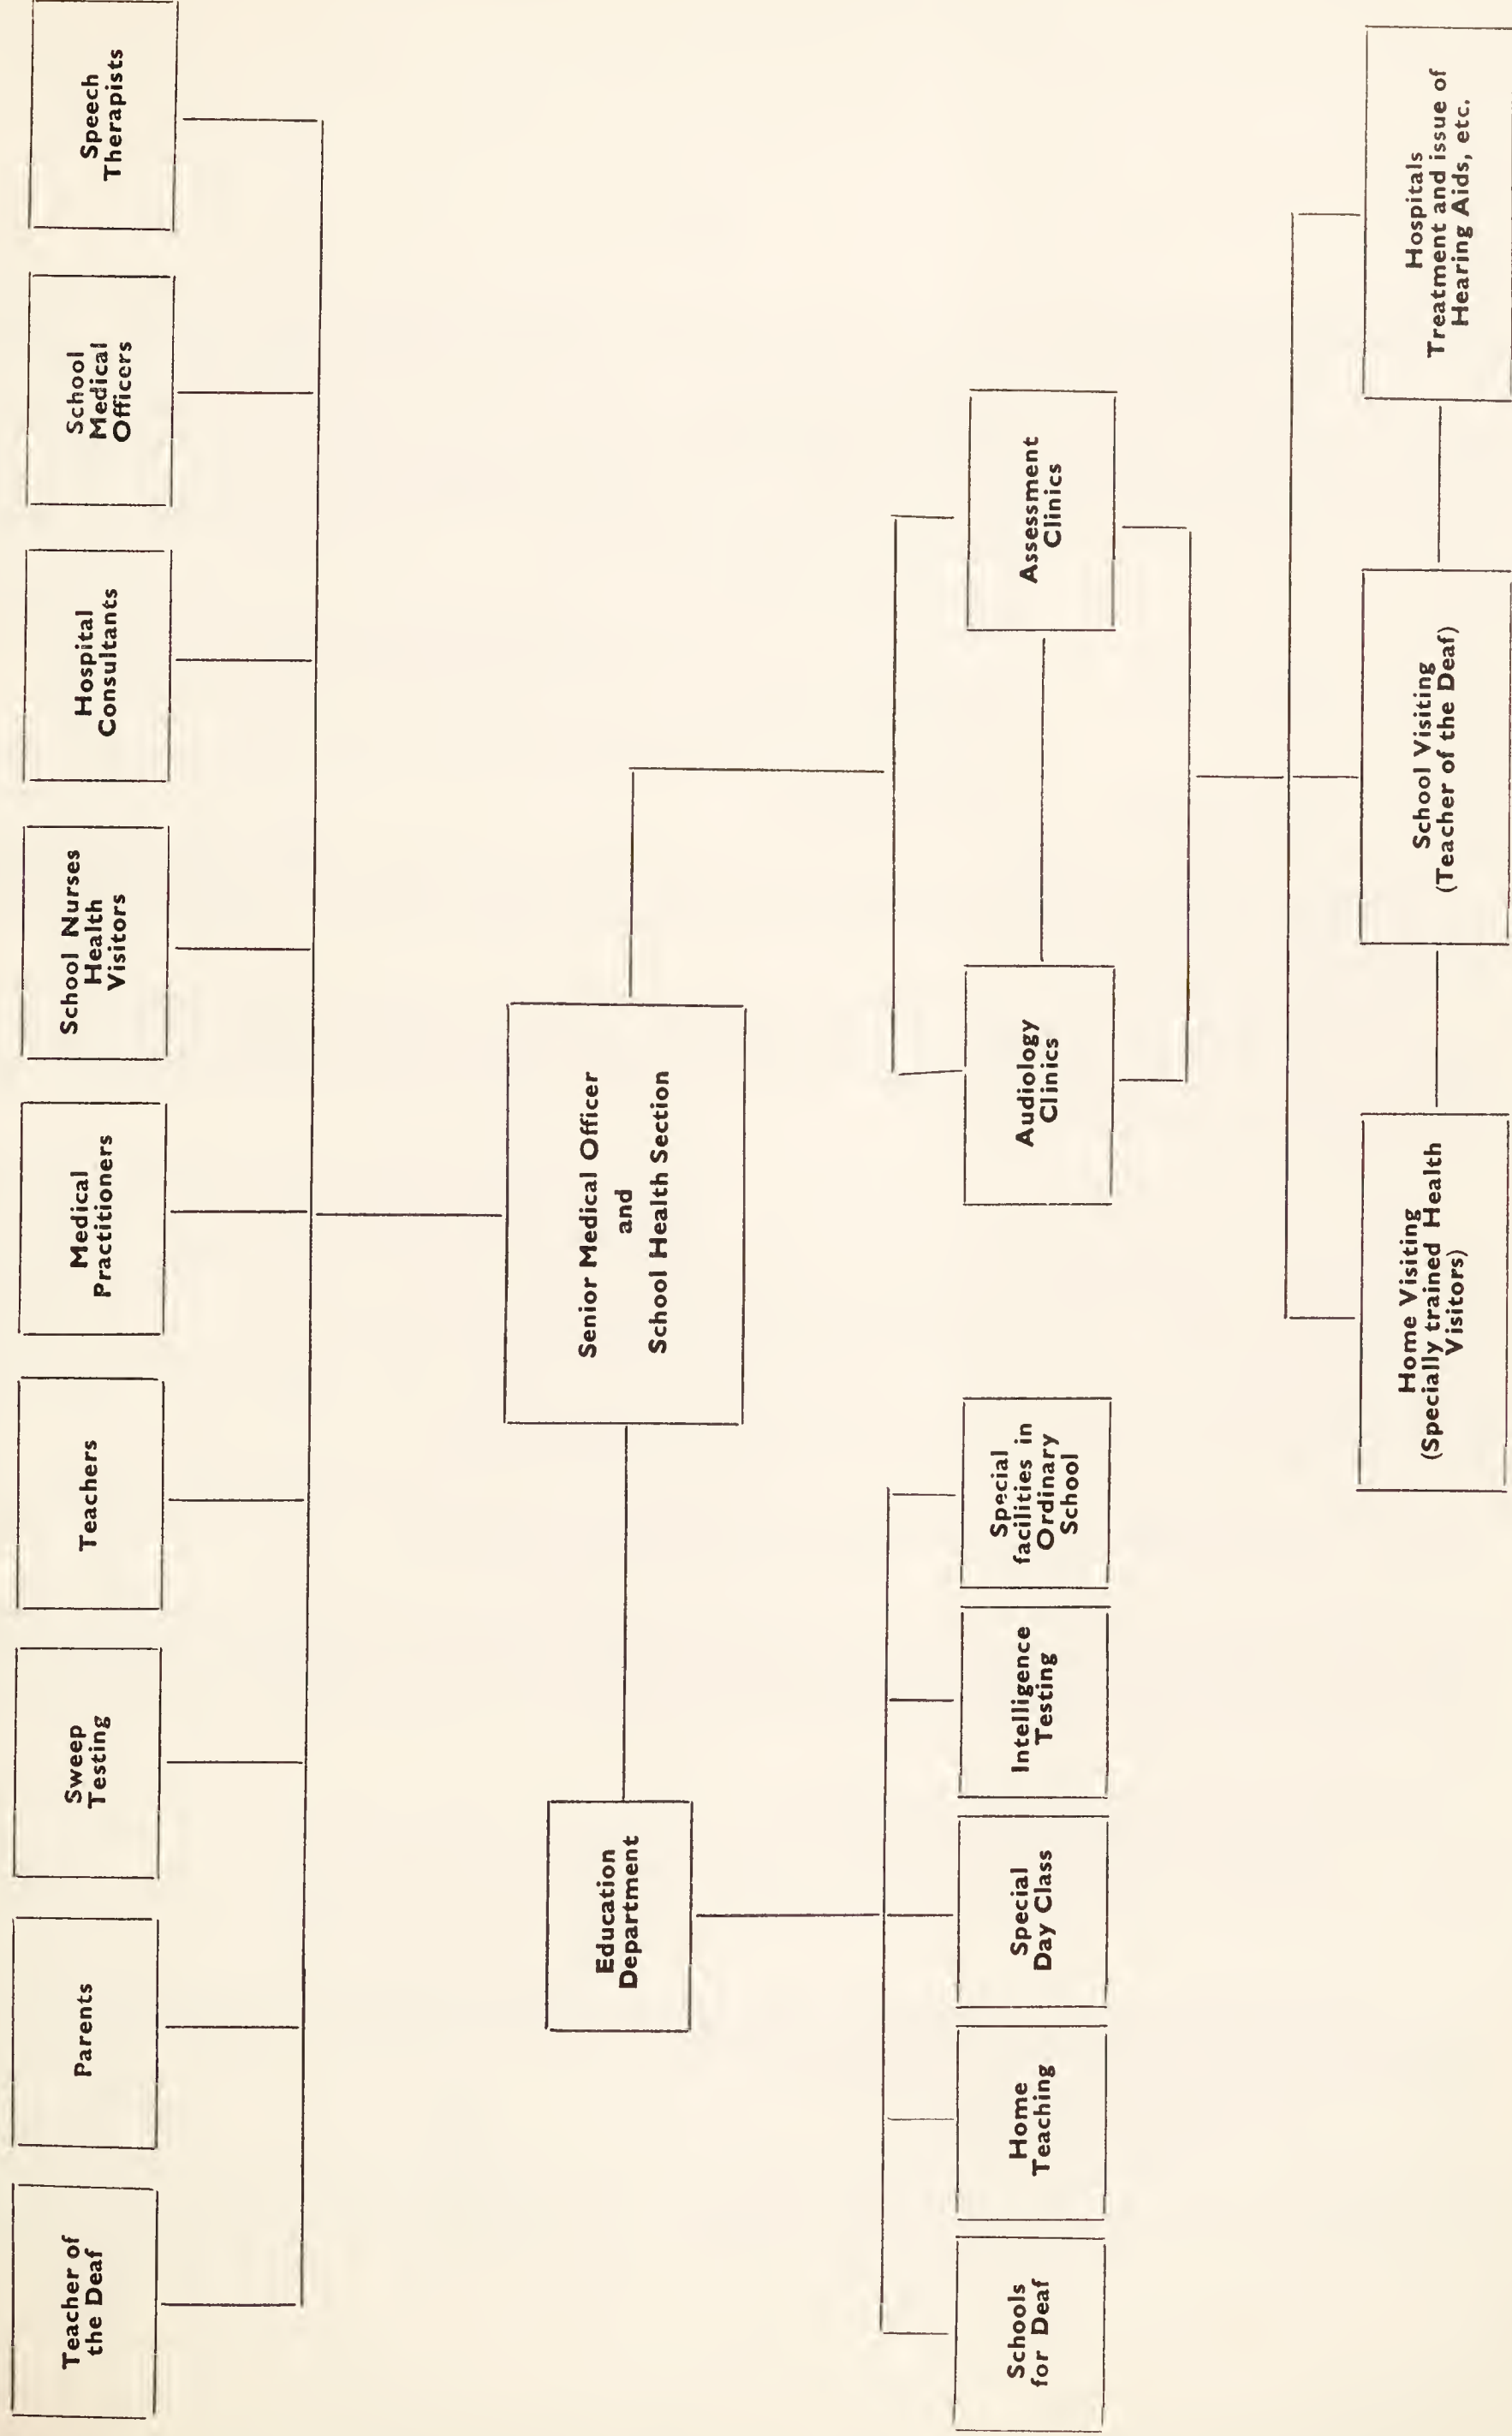 Teacher of
the Deaf
Parents
Sweep
Testing
Teachers
Medical
Practitioners
School Nurses
Health
Visitors
Hospital
Consultants
School
Medical
Officers
Speech
Therapists
Education
Department
Senior Medical Officer
and
School Health Section
Schools
for Deaf
Home
Teaching
Special
Day Class
Intelligence
Testing
Special
facilities in
Ordinary
School
Audiology
Clinics
Assessment
Clinics
Home Visiting
(Specially trained Health
Visitors)
School Visiting
(Teacher of the Deaf)
Hospitals
Treatment and issue of
Hearing Aids, etc.